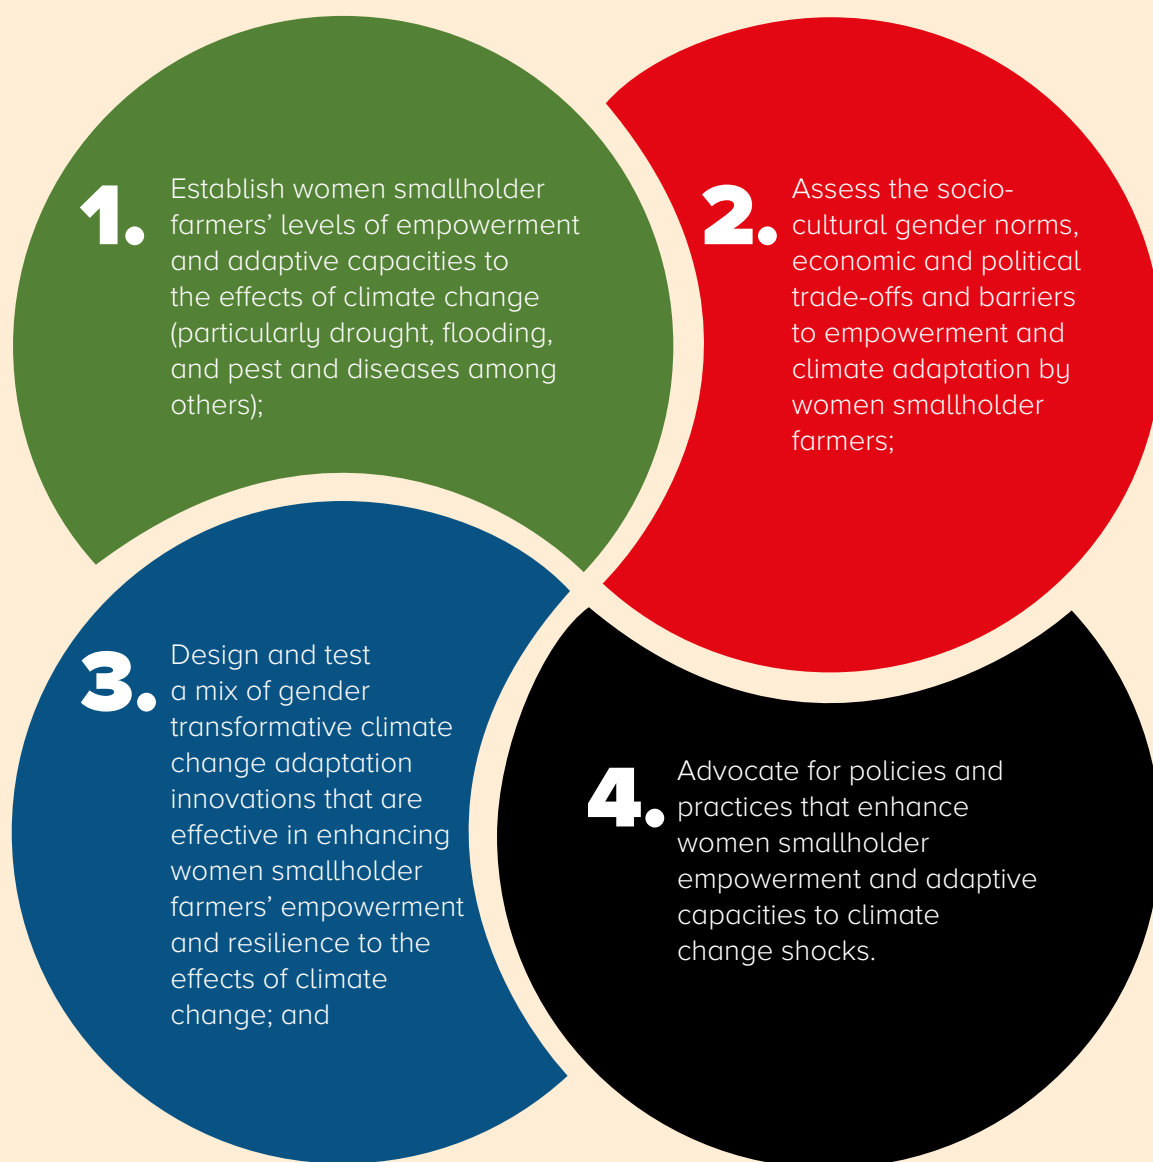 1.
Establish women smallholder
farmers’ levels of empowerment
and adaptive capacities to
the effects of climate change
(particularly drought, flooding,
and pest and diseases among
others);
2.
Assess the socio-
cultural gender norms,
economic and political
trade-offs and barriers
to empowerment and
climate adaptation by
women smallholder
farmers;
3.
Design and test
a mix of gender
transformative climate
change adaptation
innovations that are
effective in enhancing
women smallholder
farmers’ empowerment
and resilience to the
effects of climate
change; and
4.
Advocate for policies and
practices that enhance
women smallholder
empowerment and adaptive
capacities to climate
change shocks.